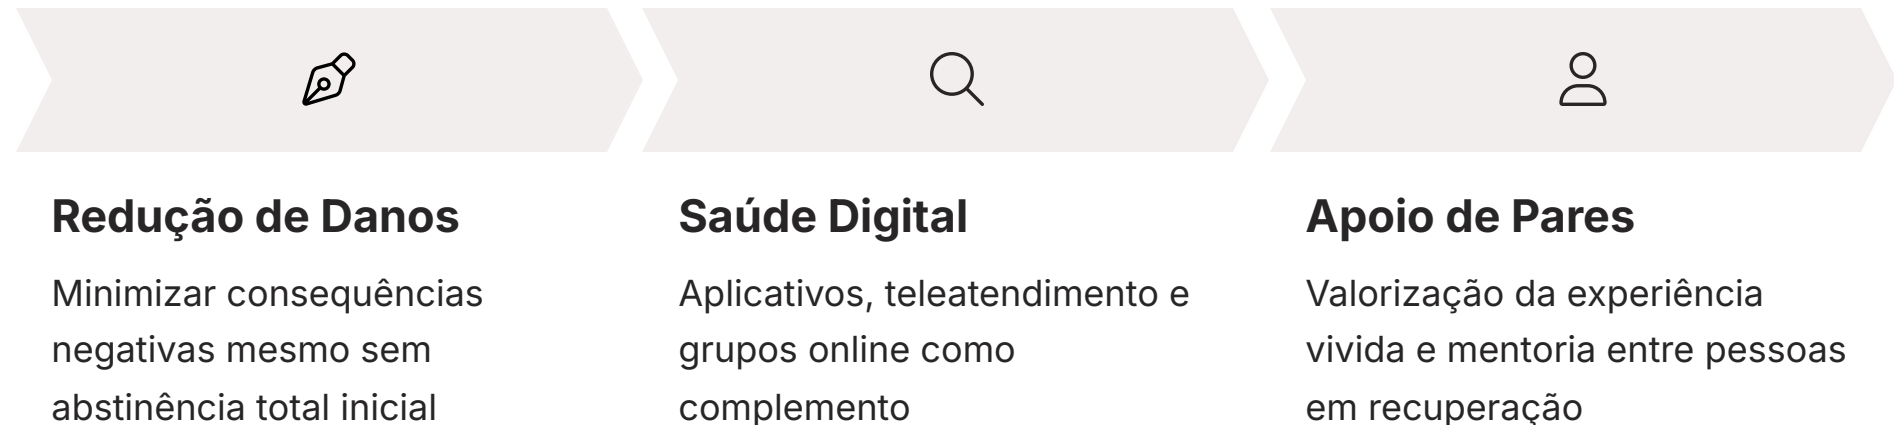 Redução de Danos
Minimizar consequências
negativas mesmo sem
abstinência total inicial
Saúde Digital
Aplicativos, teleatendimento e
grupos online como
complemento
Apoio de Pares
Valorização da experiência
vivida e mentoria entre pessoas
em recuperação